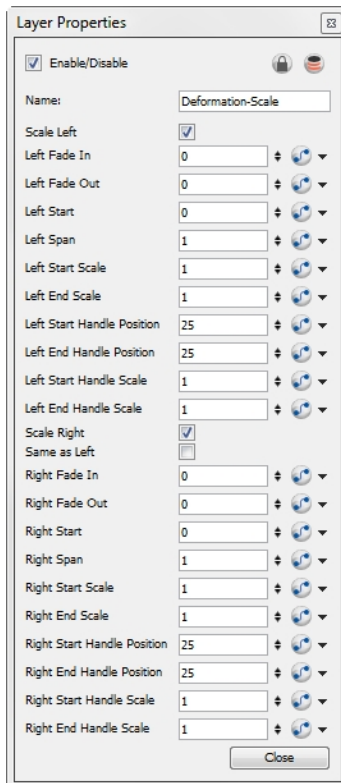 Layer Properties
Enable/Disable
Name: Deformation-Scale
Scale Left
Left Fade In 0
Left Fade Out 0
Left Start 0
Left Span 1
Left Start Scale 1
Left End Scale 1
Left Start Handle Position 25
Left End Handle Position 25
Left Start Handle Scale 1
Left End Handle Scale 1
Scale Right
Same as Left
Right Fade In 0
Right Fade Out 0
Right Start 0
Right Span 1
Right Start Scale 1
Right End Scale 1
Right Start Handle Position 25
Right End Handle Position 25
Right Start Handle Scale 1
Right End Handle Scale 1
Close